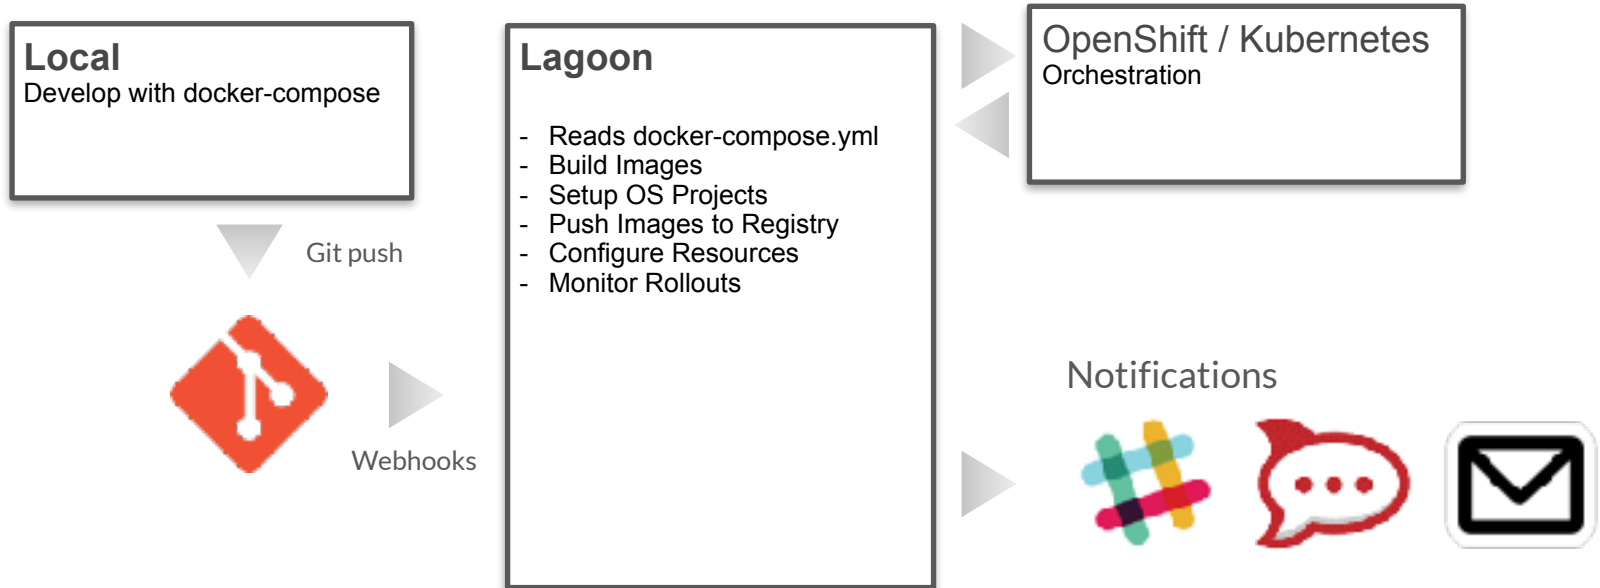 Local
Develop with docker-compose
Git push
Webhooks
Lagoon
- Reads docker-compose.yml
- Build Images
- Setup OS Projects
- Push Images to Registry
- Configure Resources
- Monitor Rollouts
OpenShift / Kubernetes
Orchestration
Notifications